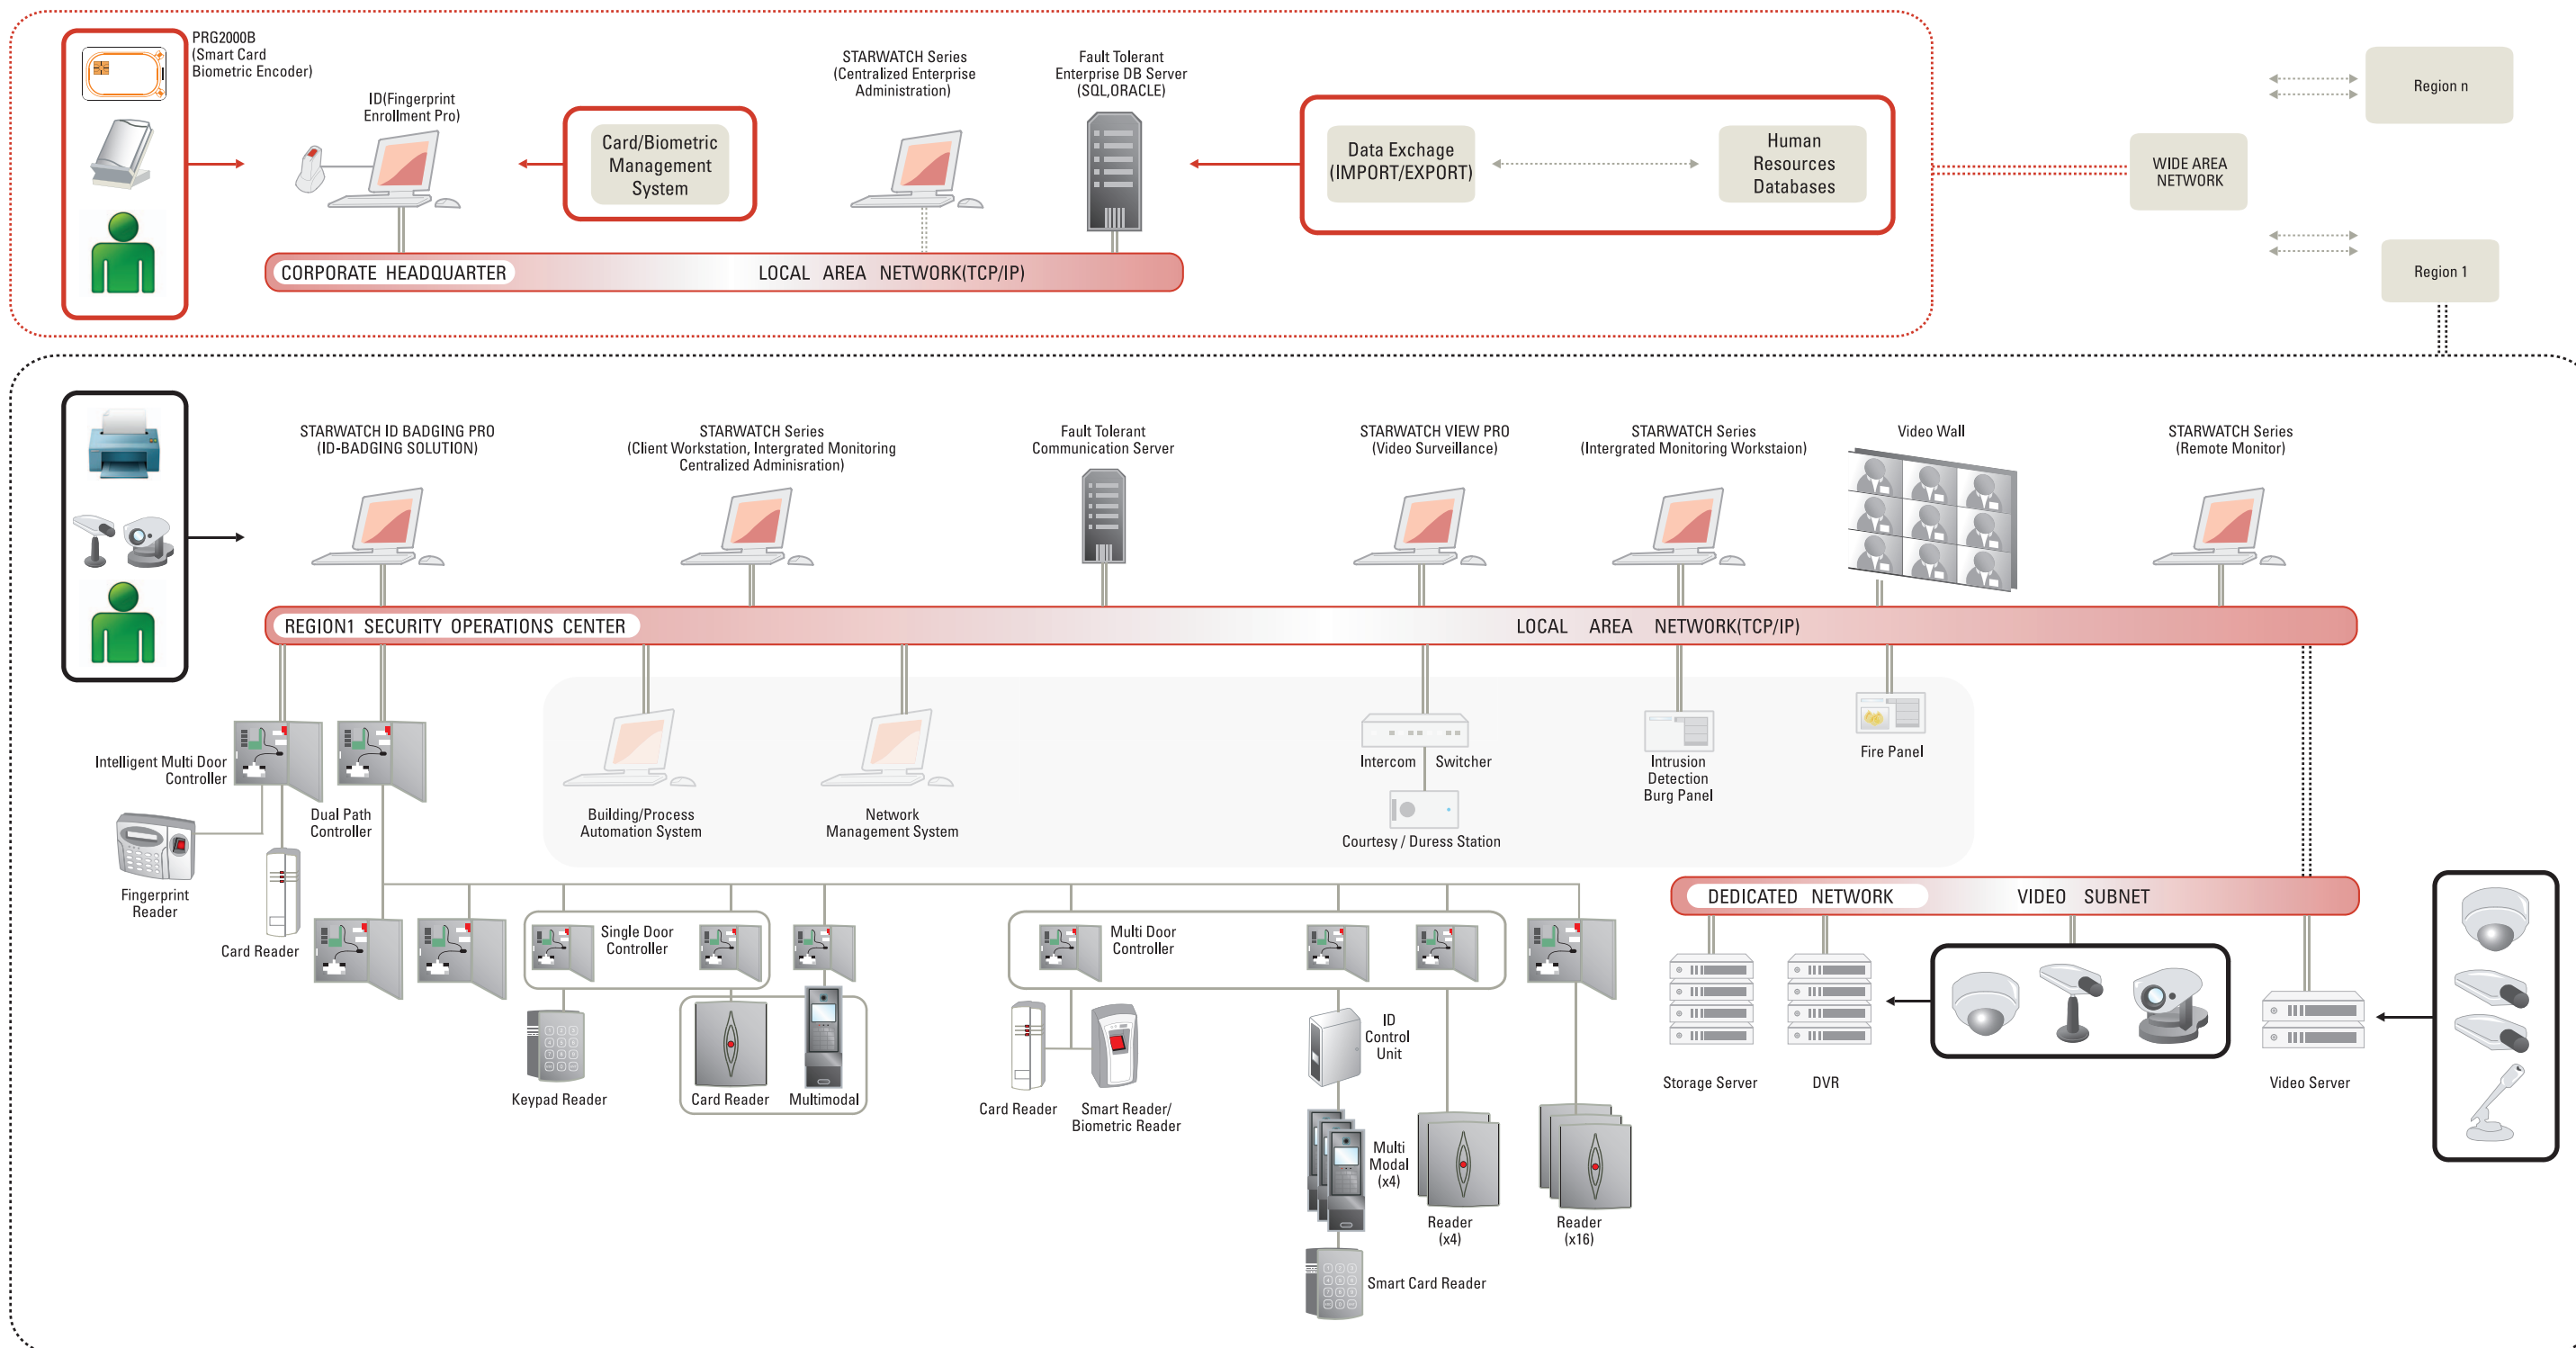 PRG2000B
(Smart Card
Biometric Encoder)
ID(Fingerprint
Enrollment Pro)
Card/Biometric
Management
System
STARWATCH Series
(Centralized Enterprise
Administration)
Fault Tolerant
Enterprise DB Server
(SQL,ORACLE)
Data Exchage
(IMPORT/EXPORT)
Human
Resources
Databases
WIDE AREA
NETWORK
Region n
Region 1
CORPORATE HEADQUARTER
LOCAL AREA NETWORK(TCP/IP)
STARWATCH ID BADGING PRO
(ID-BADGING SOLUTION)
STARWATCH Series
(Client Workstation, Intergrated Monitoring
Centralized Adminisration)
Fault Tolerant
Communication Server
STARWATCH VIEW PRO
(Video Surveillance)
STARWATCH Series
(Intergrated Monitoring Workstaion)
Video Wall
STARWATCH Series
(Remote Monitor)
REGION1 SECURITY OPERATIONS CENTER
LOCAL AREA NETWORK(TCP/IP)
Intelligent Multi Door
Controller
Dual Path
Controller
Fingerprint
Reader
Card Reader
Building/Process
Automation System
Network
Management System
Intercom Switcher
Courtesy / Duress Station
Intrusion
Detection
Burg Panel
Fire Panel
DEDICATED NETWORK
VIDEO SUBNET
Single Door
Controller
Multi Door
Controller
Keypad Reader
Card Reader
Multimodal
Card Reader
Smart Reader/
Biometric Reader
ID
Control
Unit
Multi
Modal
(x4)
Reader
(x4)
Reader
(x16)
Smart Card Reader
Storage Server
DVR
Video Server